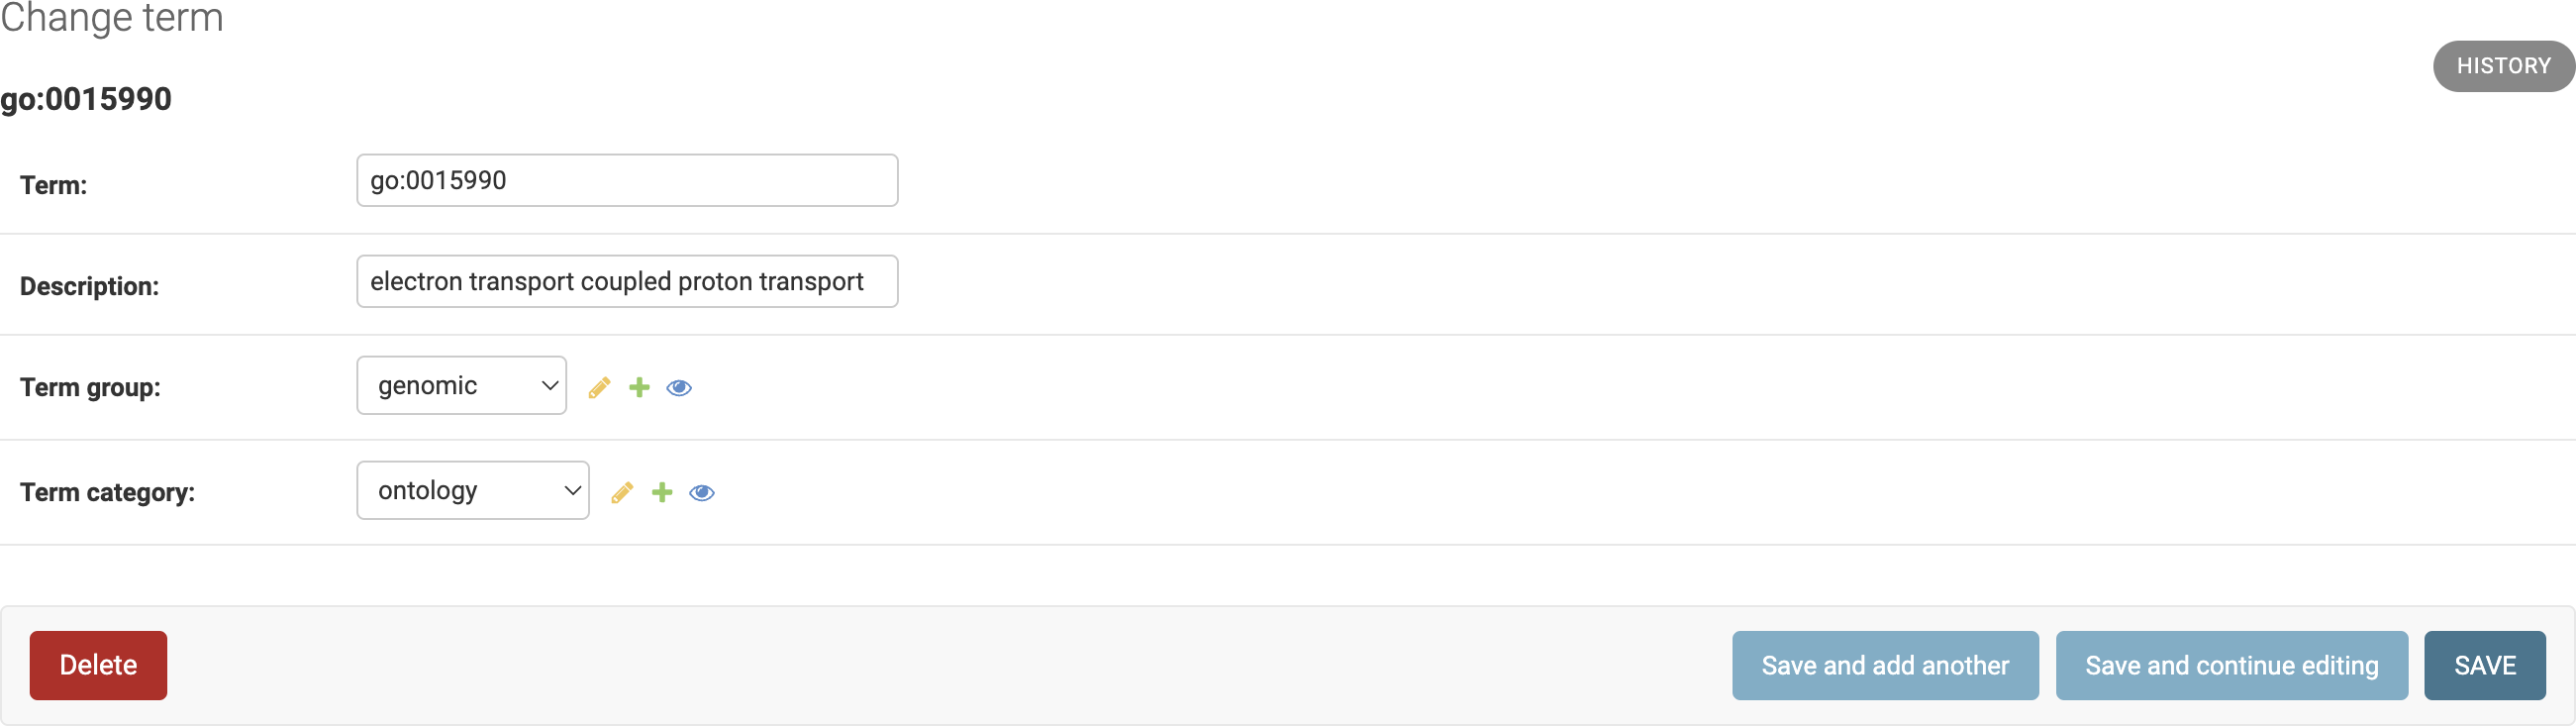 Change term
HISTORY
go:0015990
Term:
go:0015990
Description:
electron transport coupled proton transport
Term group:
genomic
Term category:
ontology
Delete
Save and add another
Save and continue editing
SAVE